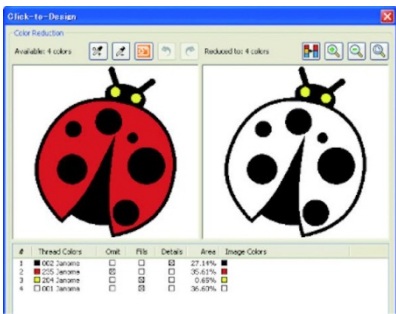 Click-to-Design
Color Reduction
Available: 4 colors
Reduced to: 4 colors
# Thread Colors Omit Fills Details Area Image Colors
1 002 Janome 27.14%
2 235 Janome 35.61%
3 204 Janome 0.65%
4 001 Janome 36.60%